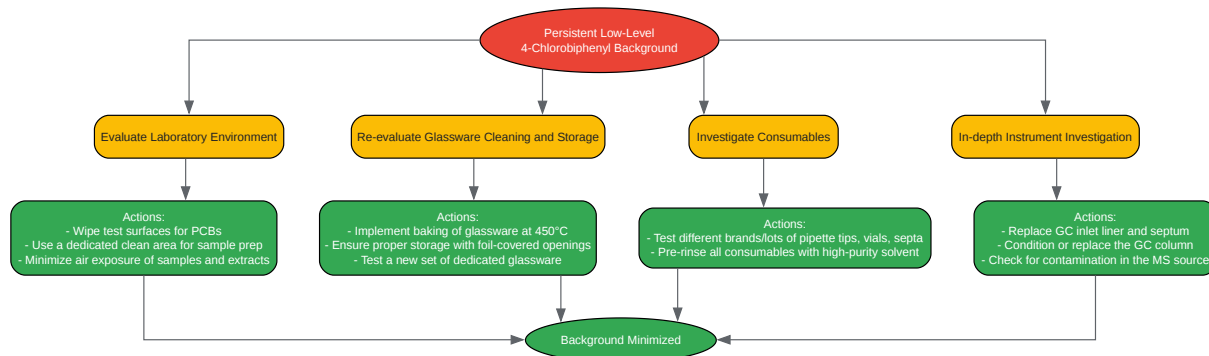 Persistent Low-Level
4-Chlorobiphenyl Background
Evaluate Laboratory Environment
Re-evaluate Glassware Cleaning and Storage
Investigate Consumables
In-depth Instrument Investigation
Actions:
- Wipe test surfaces for PCBs
- Use a dedicated clean area for sample prep
- Minimize air exposure of samples and extracts
Actions:
- Implement baking of glassware at 450°C
- Ensure proper storage with foil-covered openings
- Test a new set of dedicated glassware
Actions:
- Test different brands/lots of pipette tips, vials, septa
- Pre-rinse all consumables with high-purity solvent
Actions:
- Replace GC inlet liner and septum
- Condition or replace the GC column
- Check for contamination in the MS source
Background Minimized